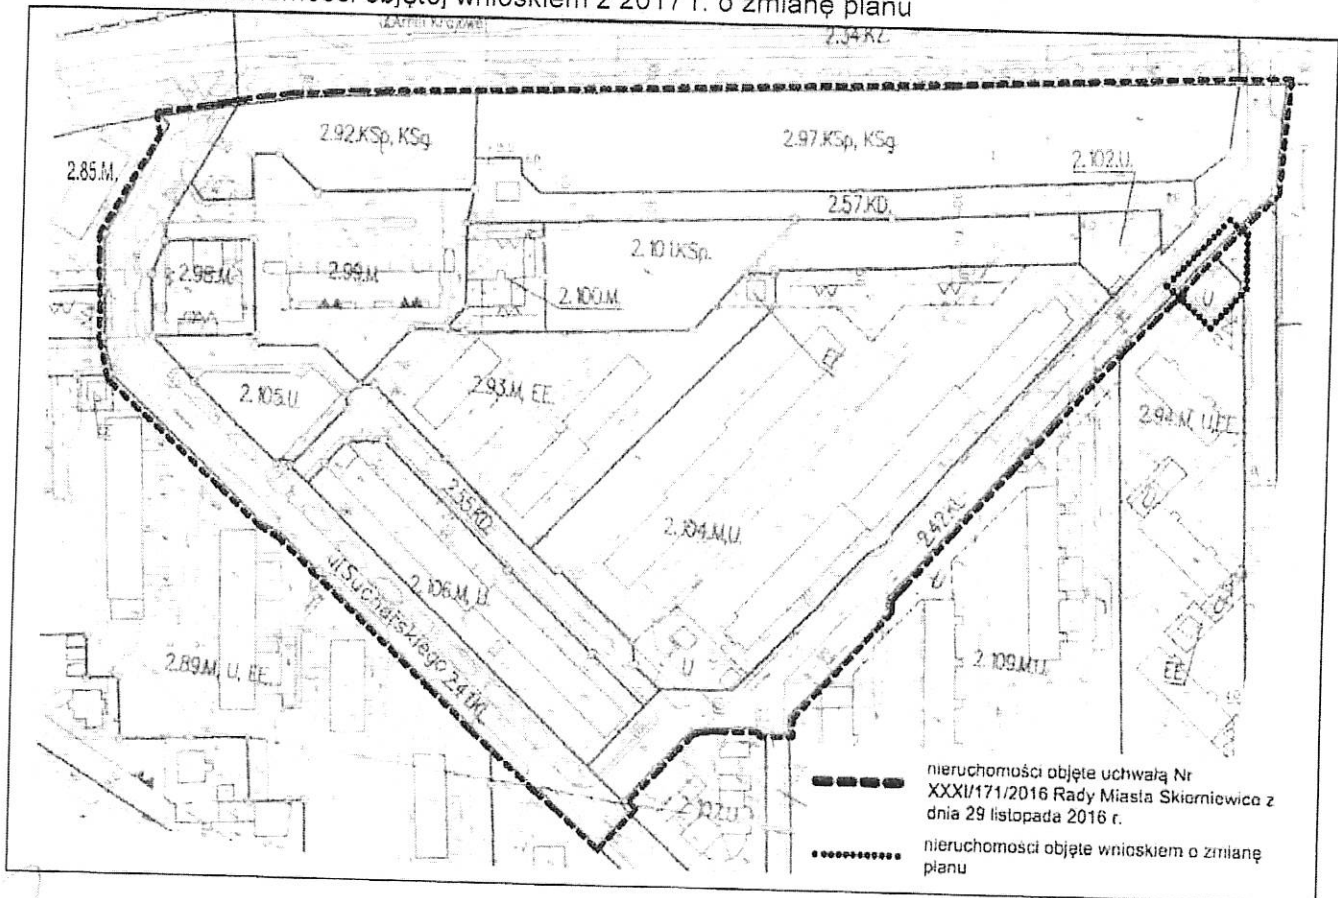 objętej wnioskiem z 2017 r. o zmianę planu
2.34.KZ.
2.92.KSp, KSg
2.97.KSp, KSg
2.102.U.
2.85.M,
2.57.KD.
2.98.M.
2.99.M.
2.101.KSp.
2.100.M.
U
EE
2.105.U.
2.93.M, EE.
2.94.M, U,EE.
2.55.KD.
U
2.104.M,U.
2.42.KL
2.106.M, U.
ul.Sucharskiego 2.41.KL
U
2.89.M, U, EE.
U
2.109.M,U.
EE
nieruchomości objęte uchwałą Nr
XXXI/171/2016 Rady Miasta Skierniewice z
dnia 29 listopada 2016 r.
nieruchomości objęte wnioskiem o zmianę
planu